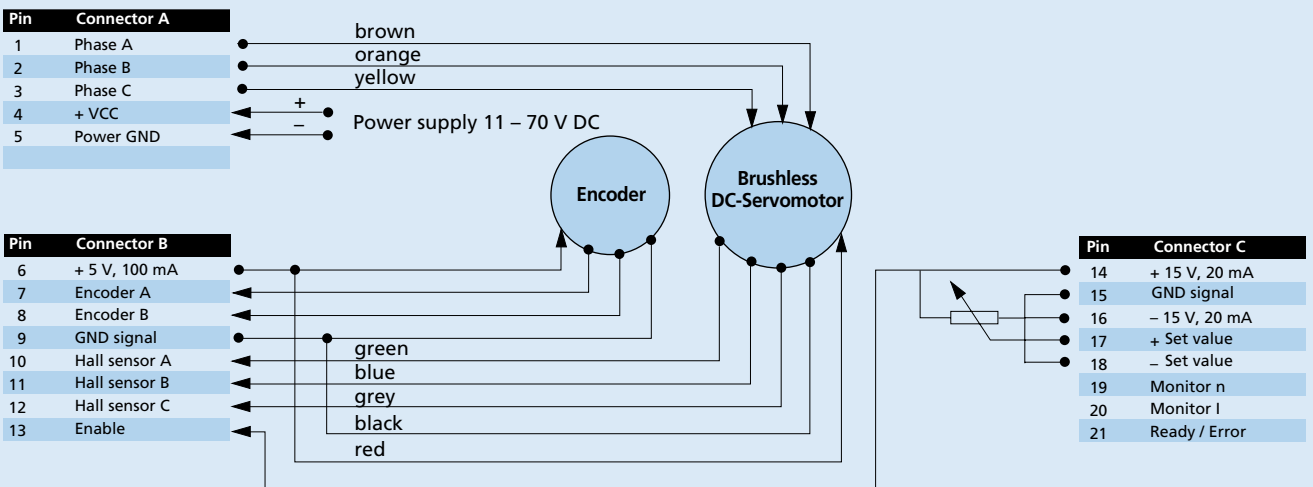 Pin Connector A
1 Phase A
2 Phase B
3 Phase C
4 + VCC
5 Power GND
brown
orange
yellow
+
–
Power supply 11 – 70 V DC
Encoder
Brushless
DC-Servomotor
Pin Connector B
6 + 5 V, 100 mA
7 Encoder A
8 Encoder B
9 GND signal
10 Hall sensor A
11 Hall sensor B
12 Hall sensor C
13 Enable
green
blue
grey
black
red
Pin Connector C
14 + 15 V, 20 mA
15 GND signal
16 – 15 V, 20 mA
17 + Set value
18 – Set value
19 Monitor n
20 Monitor I
21 Ready / Error